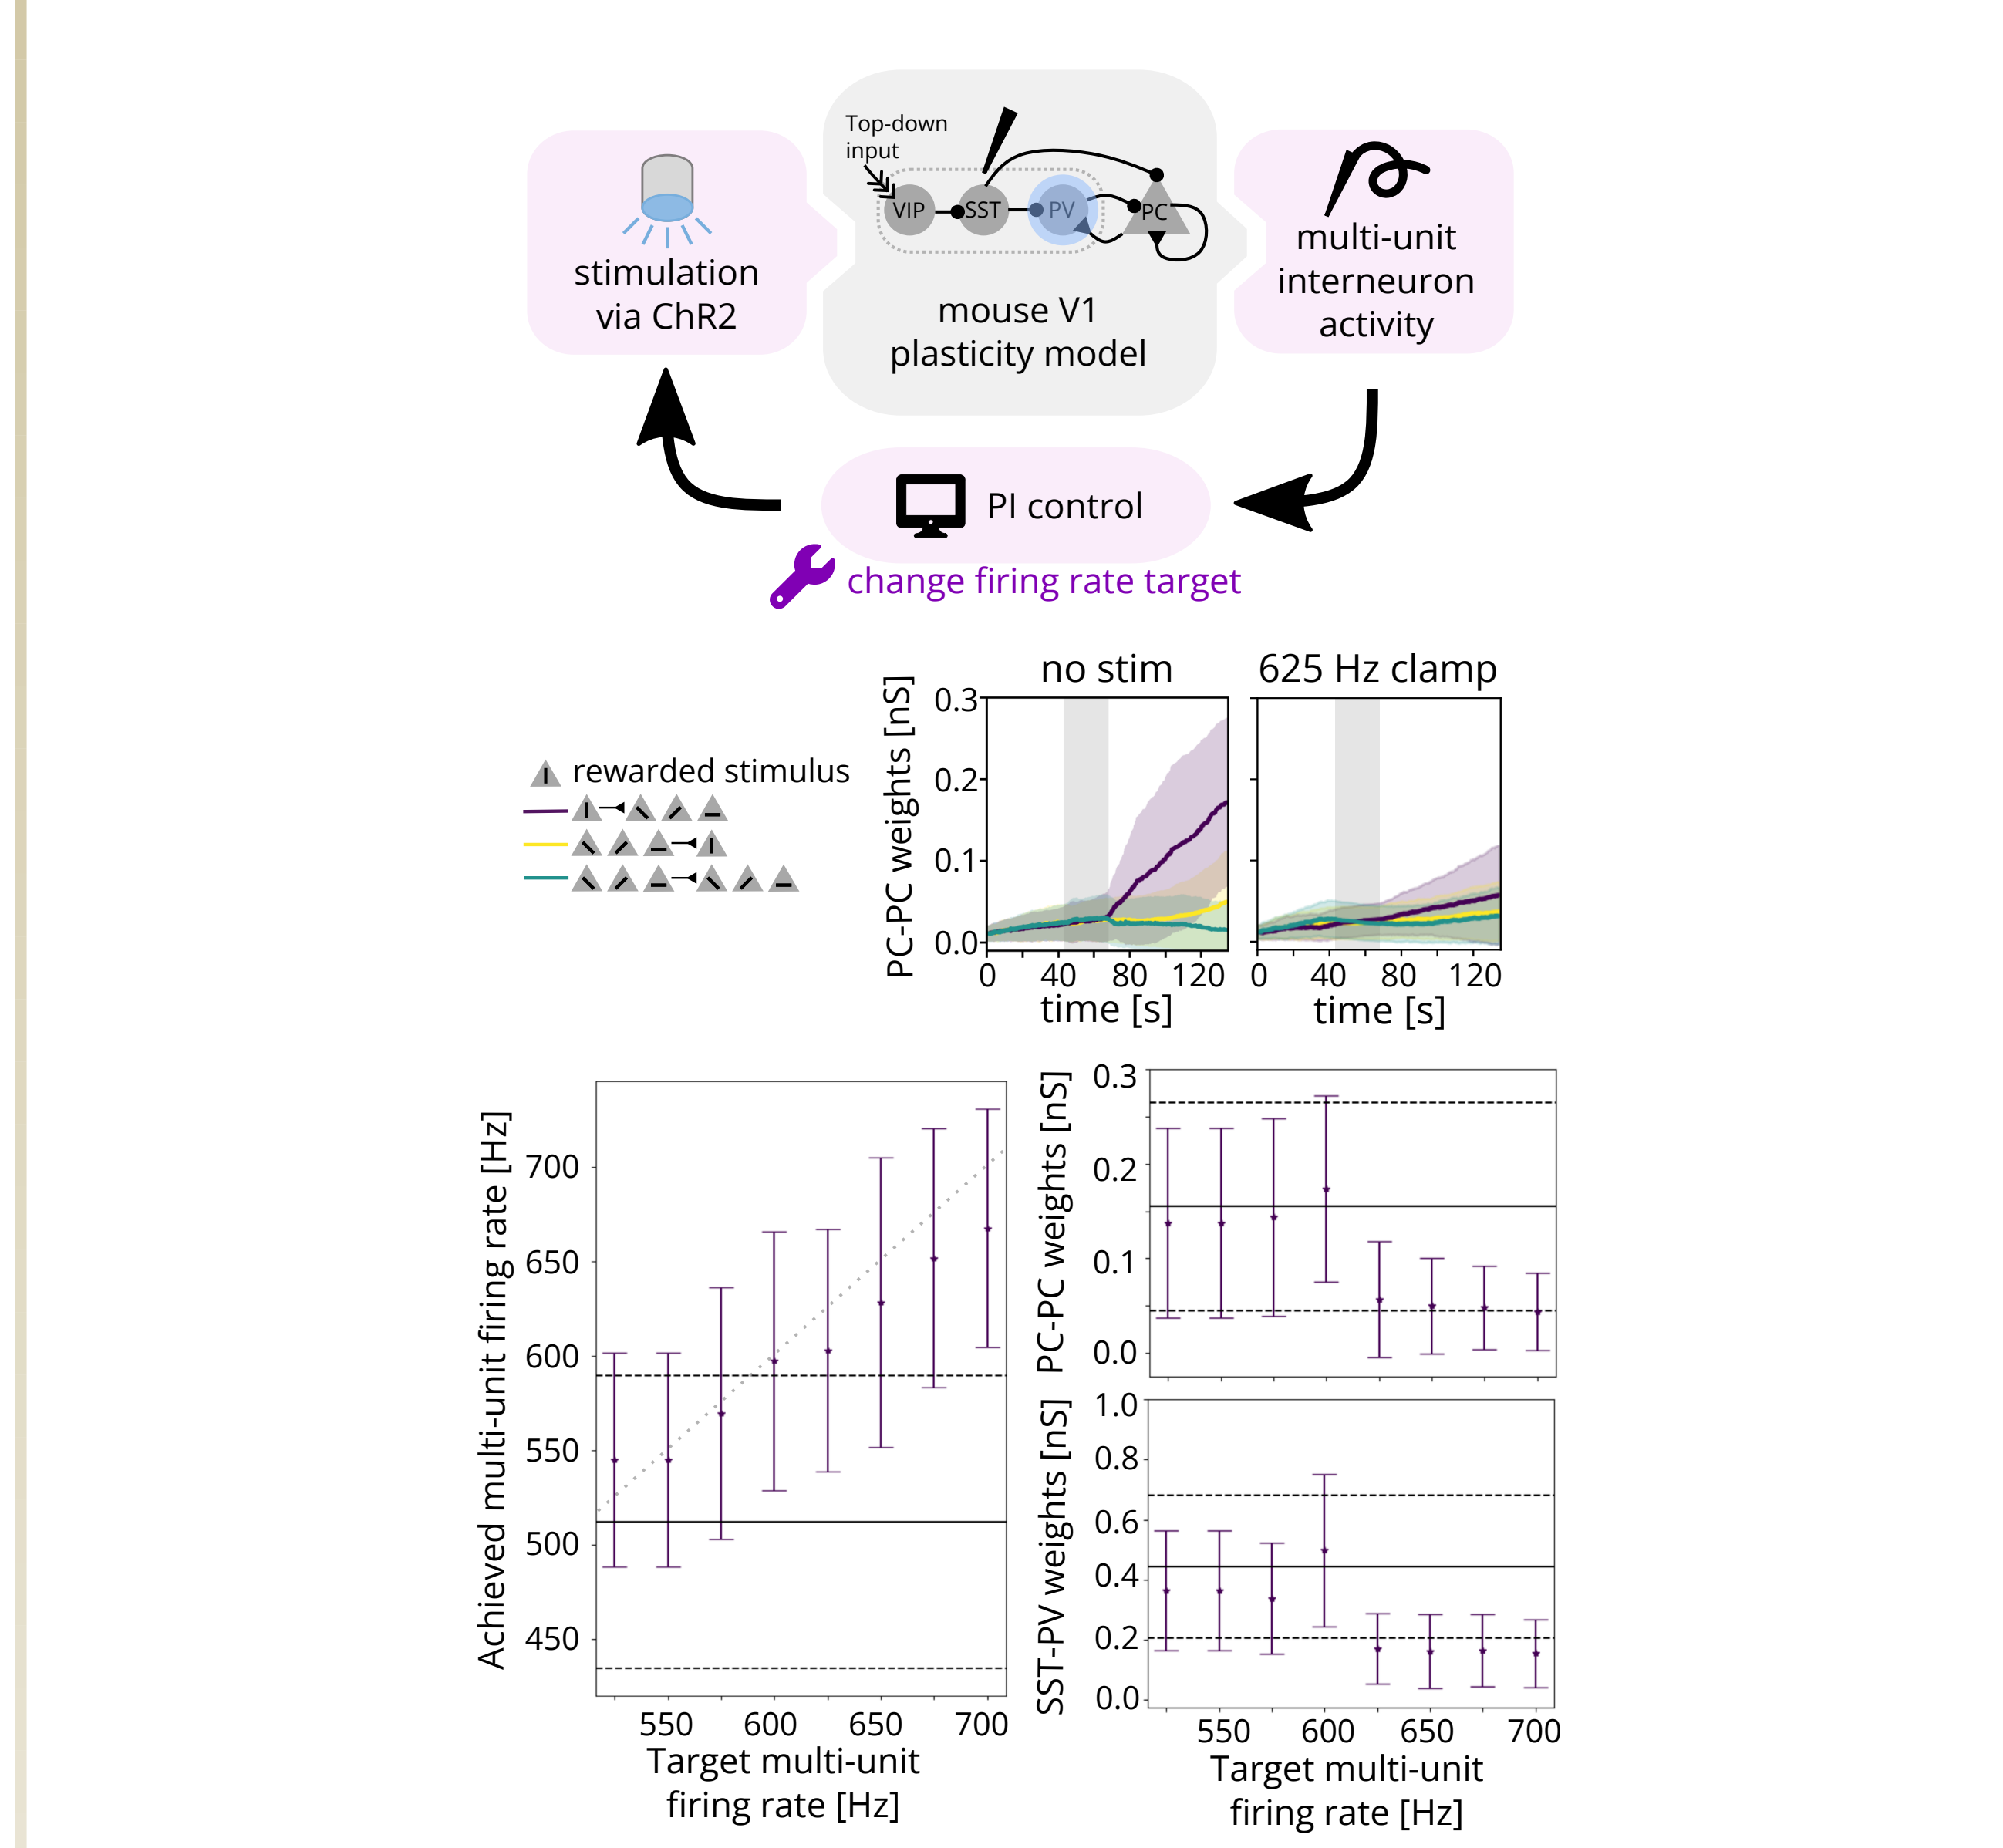 Top-down
input
VIP
SST
PV
PC
stimulation
via ChR2
mouse V1
plasticity model
multi-unit
interneuron
activity
PI control
change firing rate target
no stim
625 Hz clamp
PC-PC weights [nS]
0.3
0.2
0.1
0.0
0 40 80 120
time [s]
0 40 80 120
time [s]
rewarded stimulus
Achieved multi-unit firing rate [Hz]
700
650
600
550
500
450
550 600 650 700
Target multi-unit
firing rate [Hz]
PC-PC weights [nS]
0.3
0.2
0.1
0.0
SST-PV weights [nS]
1.0
0.8
0.6
0.4
0.2
0.0
550 600 650 700
Target multi-unit
firing rate [Hz]